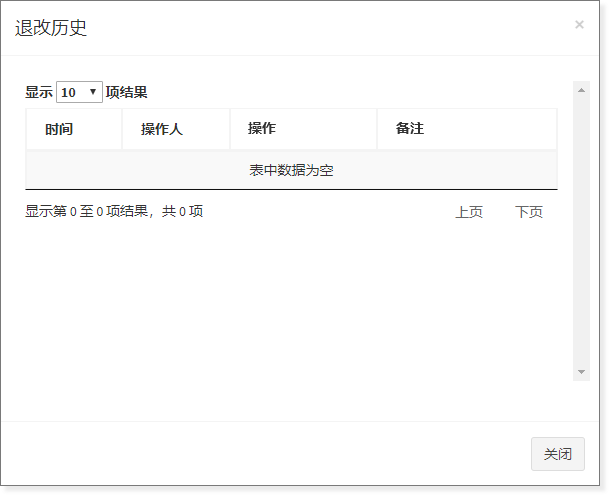 退改历史 ×
显示 10 项结果
时间 操作人 操作 备注
表中数据为空
显示第 0 至 0 项结果，共 0 项 上页 下页
关闭